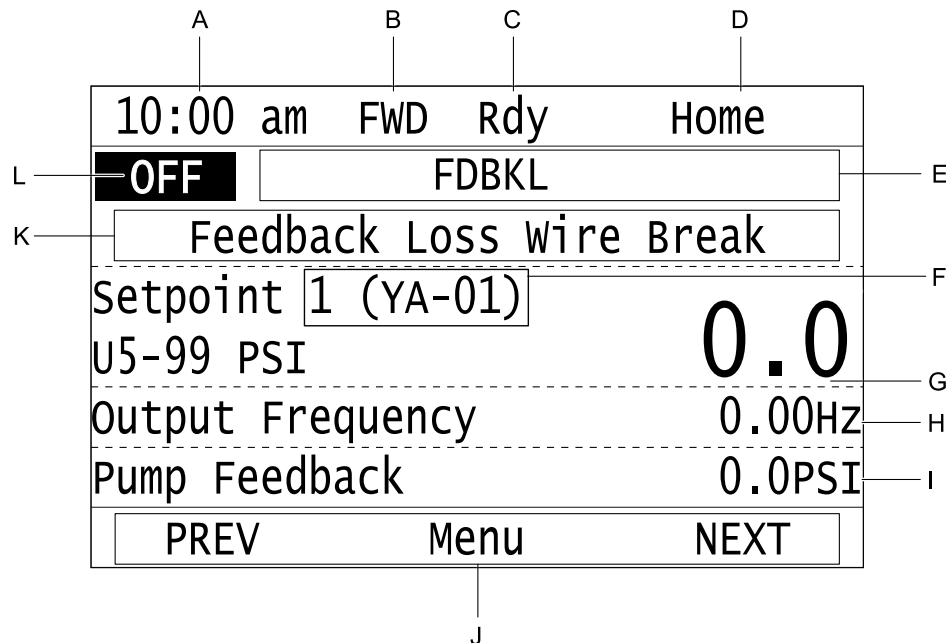 A B C D
10:00 am FWD Rdy Home
L OFF FDBKL E
K Feedback Loss Wire Break
Setpoint 1 (YA-01) F
U5-99 PSI 0.0
G
Output Frequency 0.00Hz H
Pump Feedback 0.0PSI I
PREV Menu NEXT
J